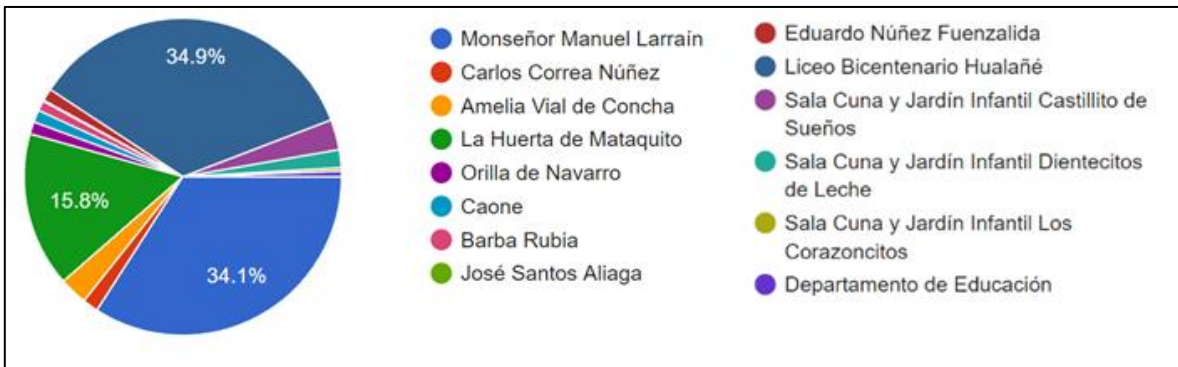 34.9%
15.8%
34.1%
Monseñor Manuel Larraín
Carlos Correa Núñez
Amelia Vial de Concha
La Huerta de Mataquito
Orilla de Navarro
Caone
Barba Rubia
José Santos Aliaga
Eduardo Núñez Fuenzalida
Liceo Bicentenario Hualañé
Sala Cuna y Jardín Infantil Castillito de
Sueños
Sala Cuna y Jardín Infantil Dientecitos
de Leche
Sala Cuna y Jardín Infantil Los
Corazoncitos
Departamento de Educación